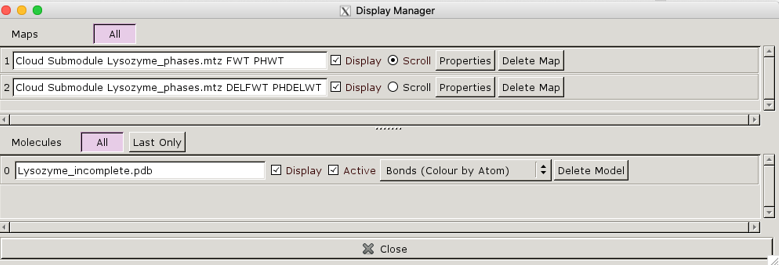 Display Manager
Maps All
1 Cloud Submodule Lysozyme_phases.mtz FWT PHWT Display Scroll Properties Delete Map
2 Cloud Submodule Lysozyme_phases.mtz DELFWT PHDELWT Display Scroll Properties Delete Map
Molecules All Last Only
0 Lysozyme_incomplete.pdb Display Active Bonds (Colour by Atom) Delete Model
Close